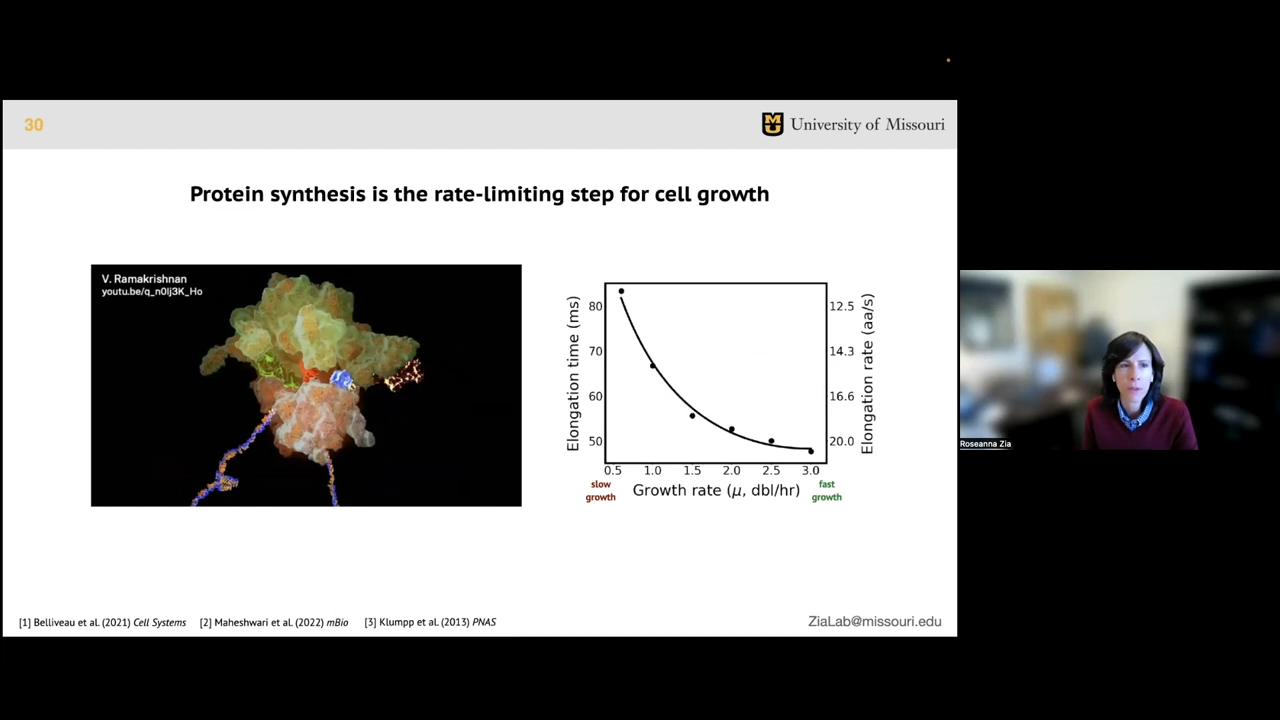 30
University of Missouri
Protein synthesis is the rate-limiting step for cell growth
V. Ramakrishnan
youtu.be/q_n0lj3K_Ho
Elongation time (ms)
80
70
60
50
12.5
14.3
16.6
20.0
Elongation rate (aa/s)
0.5 1.0 1.5 2.0 2.5 3.0
slow
growth
Growth rate (μ, dbl/hr)
fast
growth
Roseanna Zia
[1] Belliveau et al. (2021) Cell Systems [2] Maheshwari et al. (2022) mBio [3] Klumpp et al. (2013) PNAS
ZiaLab@missouri.edu